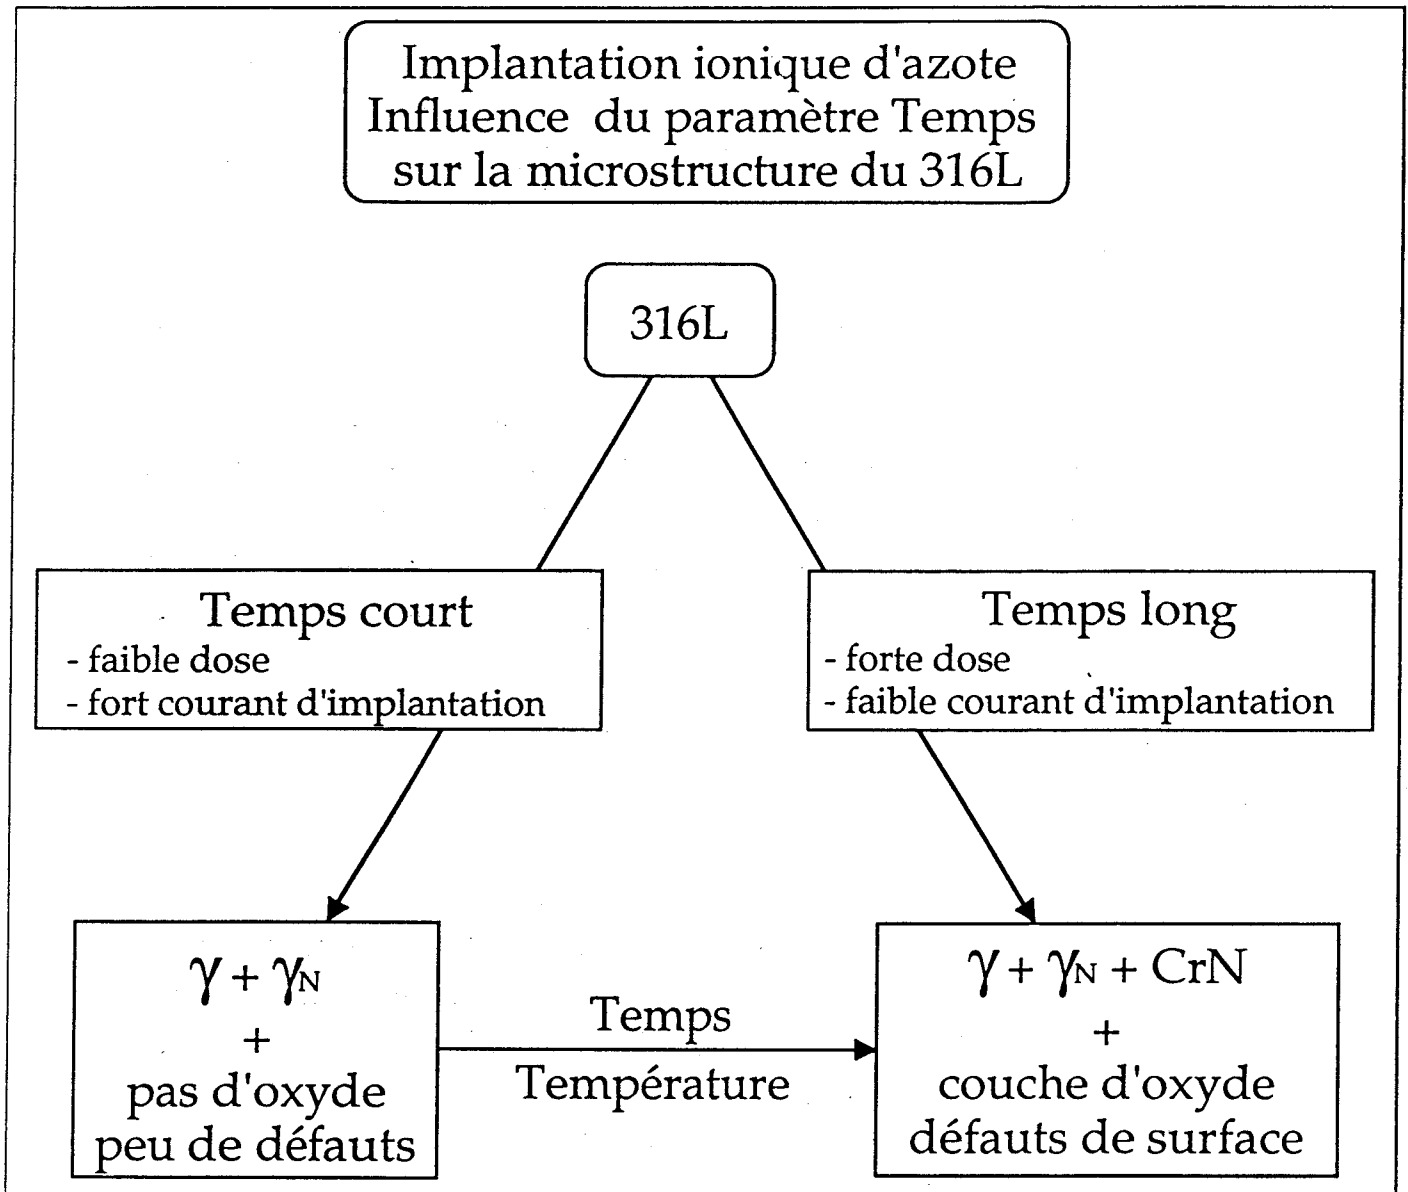 Implantation ionique d'azote
Influence du paramètre Temps
sur la microstructure du 316L
316L
Temps court
- faible dose
- fort courant d'implantation
Temps long
- forte dose
- faible courant d'implantation
γ + γN
+
pas d'oxyde
peu de défauts
Temps
Température
γ + γN + CrN
+
couche d'oxyde
défauts de surface